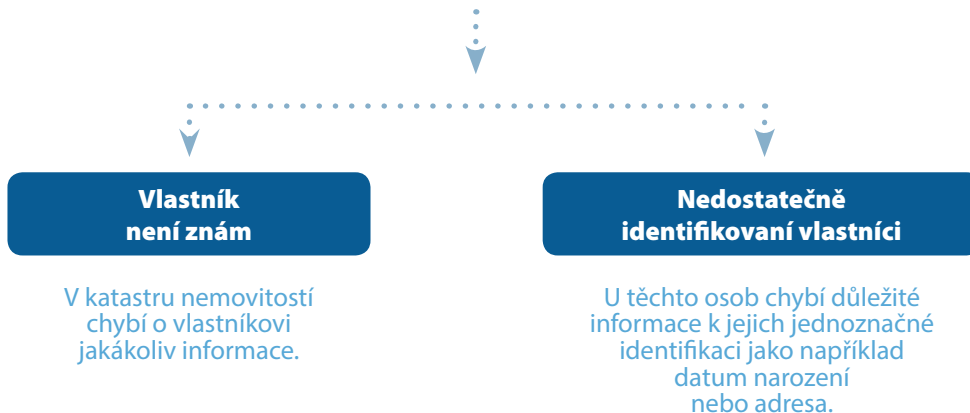 Vlastník
není znám
V katastru nemovitostí
chybí o vlastníkovi
jakákoliv informace.
Nedostatečně
identifikovaní vlastníci
U těchto osob chybí důležité
informace k jejich jednoznačné
identifikaci jako například
datum narození
nebo adresa.